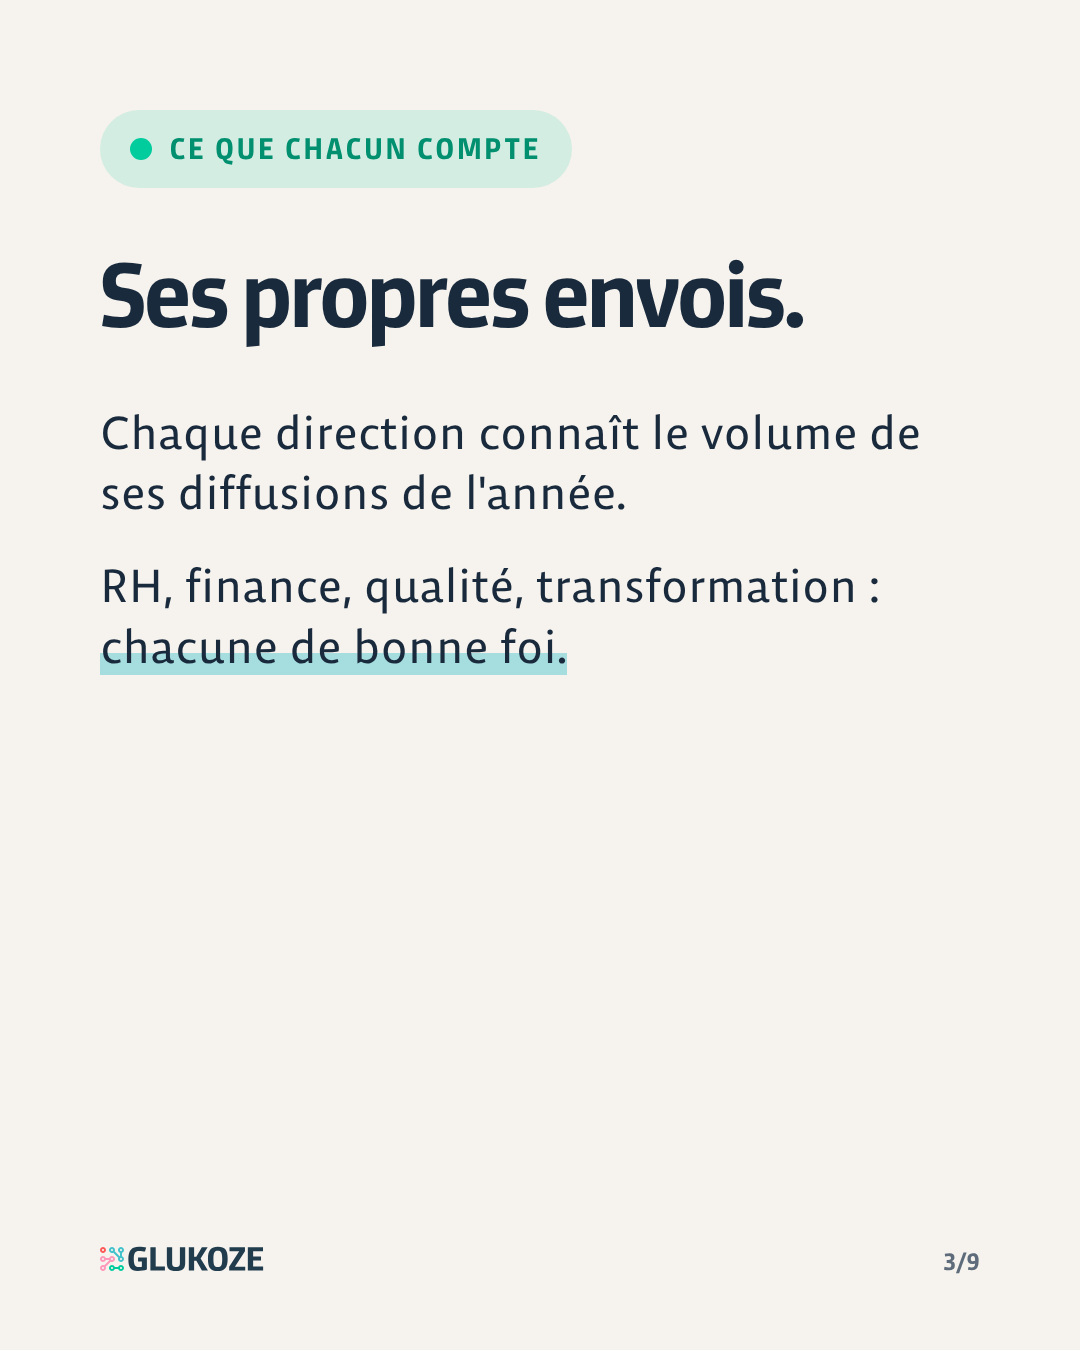 CE QUE CHACUN COMPTE
Ses propres envois.
Chaque direction connaît le volume de
ses diffusions de l'année.
RH, finance, qualité, transformation :
chacune de bonne foi.
GLUKOZE
3/9